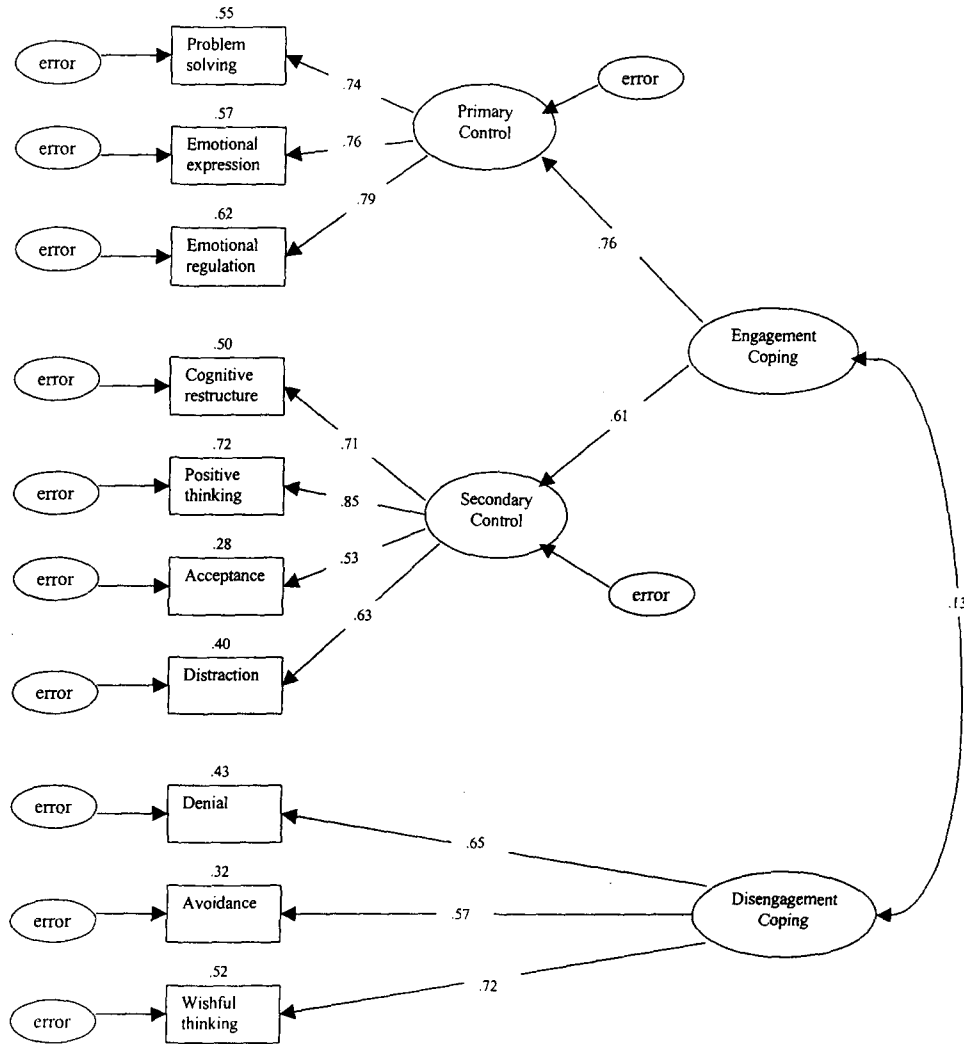 .55
error
Problem
solving
.74
error
Primary
Control
.57
error
Emotional
expression
.76
.79
.62
error
Emotional
regulation
.76
Engagement
Coping
.50
error
Cognitive
restructure
.71
.61
.72
error
Positive
thinking
.85
Secondary
Control
.28
error
Acceptance
.53
error
.63
.13
.40
error
Distraction
.43
error
Denial
.65
.32
error
Avoidance
.57
Disengagement
Coping
.72
.52
error
Wishful
thinking